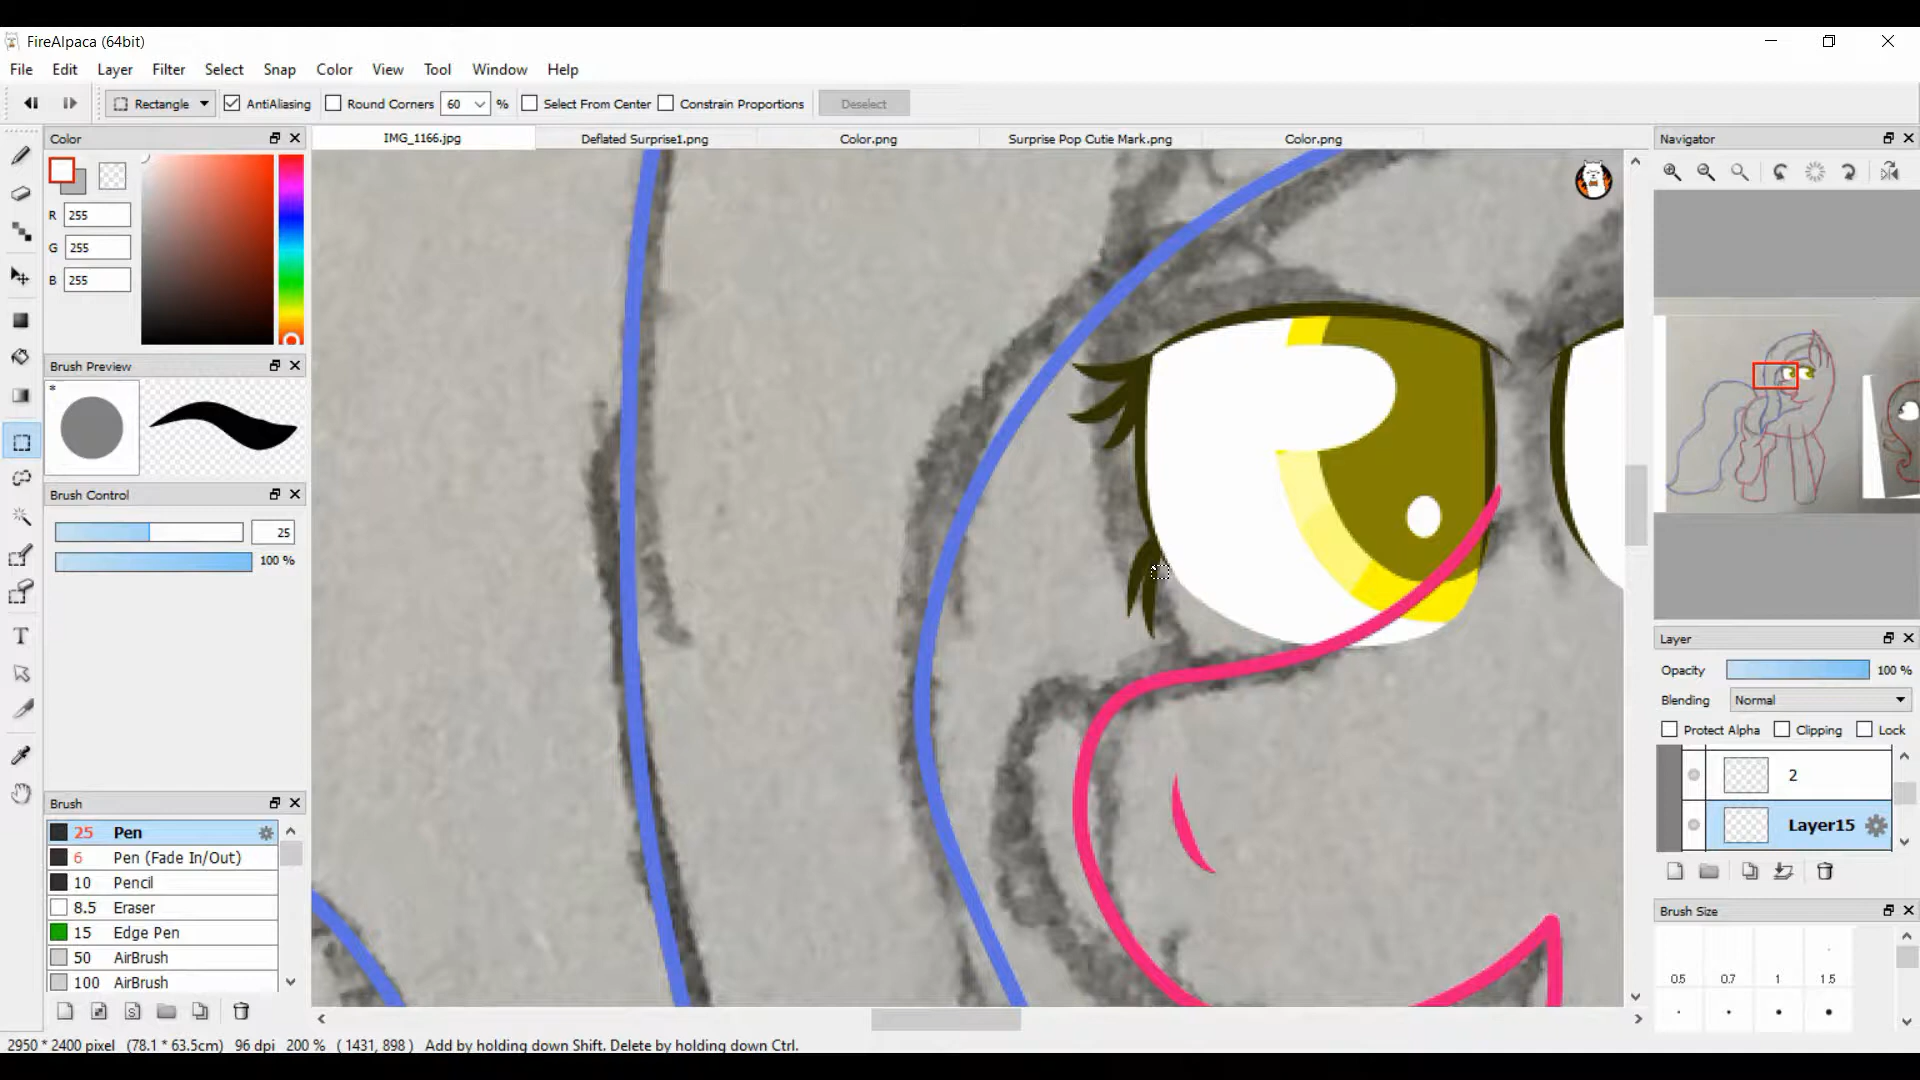 FireAlpaca (64bit)
File Edit Layer Filter Select Snap Color View Tool Window Help
Rectangle AntiAliasing Round Corners 60 % Select From Center Constrain Proportions Deselect
Color
IMG_1166.jpg Deflated Surprise1.png Color.png Surprise Pop Cutie Mark.png Color.png
Navigator
R 255
G 255
B 255
Brush Preview
*
Brush Control
25
100 %
Brush
25 Pen
6 Pen (Fade In/Out)
10 Pencil
8.5 Eraser
15 Edge Pen
50 AirBrush
100 AirBrush
T
Layer
Opacity 100 %
Blending Normal
Protect Alpha Clipping Lock
2
Layer15
Brush Size
0.5 0.7 1 1.5
2950 * 2400 pixel (78.1 * 63.5cm) 96 dpi 200 % ( 1431, 898 ) Add by holding down Shift. Delete by holding down Ctrl.